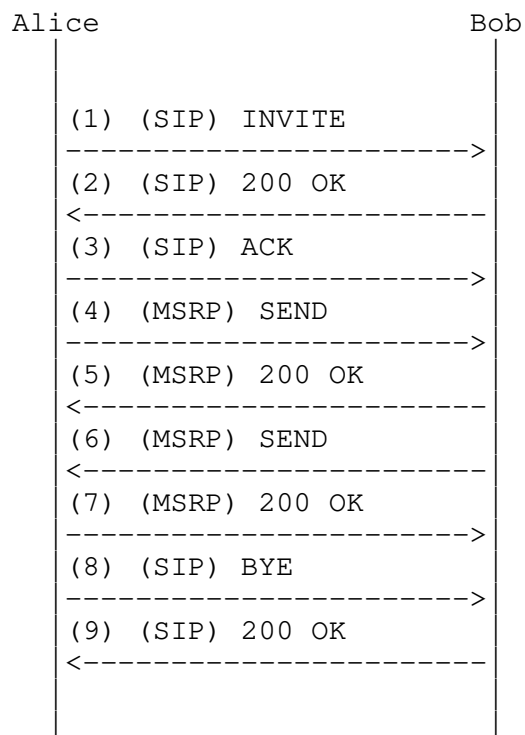 Alice Bob
(1) (SIP) INVITE
----------------------->
(2) (SIP) 200 OK
<-----------------------
(3) (SIP) ACK
----------------------->
(4) (MSRP) SEND
----------------------->
(5) (MSRP) 200 OK
<-----------------------
(6) (MSRP) SEND
<-----------------------
(7) (MSRP) 200 OK
----------------------->
(8) (SIP) BYE
----------------------->
(9) (SIP) 200 OK
<-----------------------